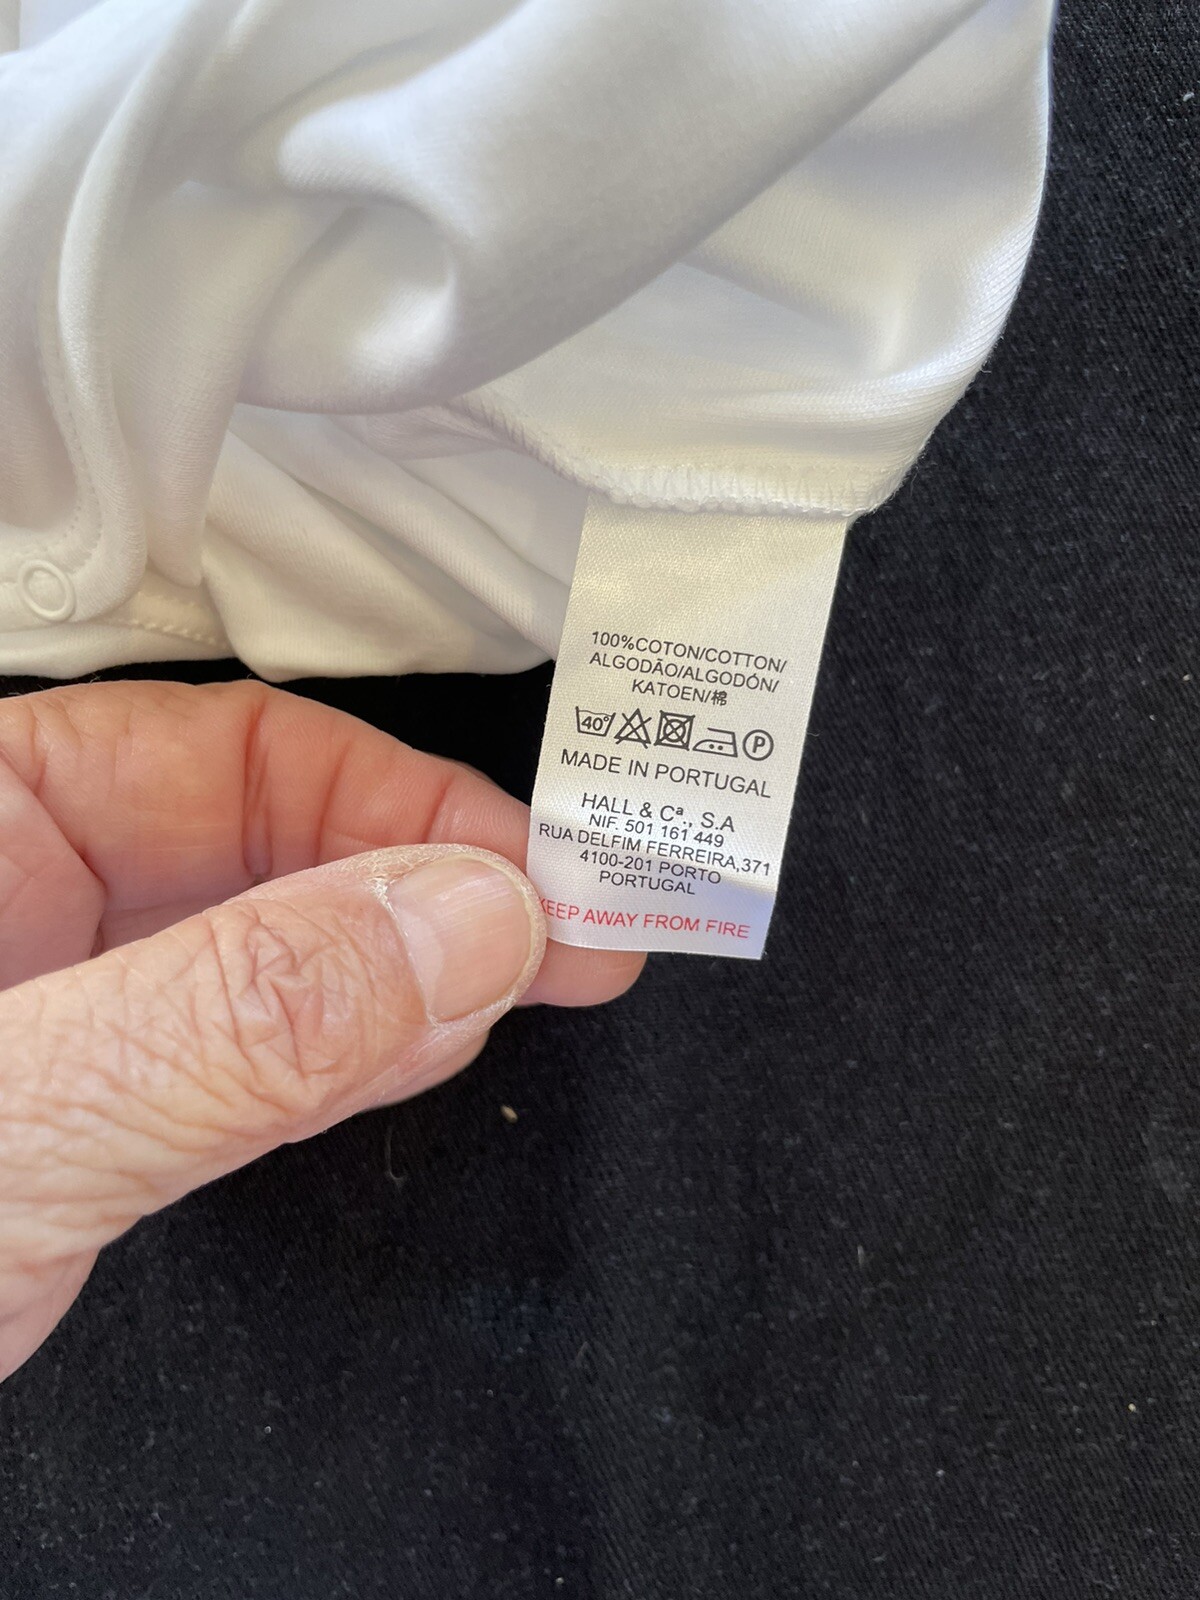 100%COTON/COTTON/
ALGODÃO/ALGODÓN/
KATOEN/棉
40° P
MADE IN PORTUGAL
HALL & Cª., S.A
NIF. 501 161 449
RUA DELFIM FERREIRA,371
4100-201 PORTO
PORTUGAL
KEEP AWAY FROM FIRE